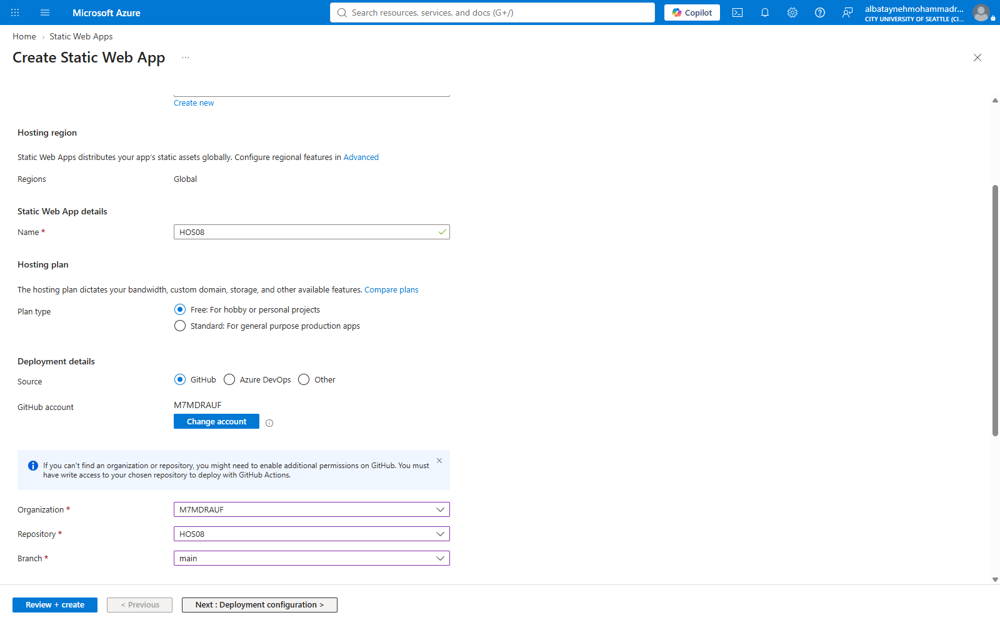 Microsoft Azure
Search resources, services, and docs (G+/)
Copilot
albataynehmohammadr...
CITY UNIVERSITY OF SEATTLE (CI...
Home > Static Web Apps
Create Static Web App ...
Create new
Hosting region
Static Web Apps distributes your app's static assets globally. Configure regional features in Advanced
Regions Global
Static Web App details
Name * HOS08
Hosting plan
The hosting plan dictates your bandwidth, custom domain, storage, and other available features. Compare plans
Plan type
Free: For hobby or personal projects
Standard: For general purpose production apps
Deployment details
Source GitHub Azure DevOps Other
GitHub account M7MDRAUF
Change account
If you can't find an organization or repository, you might need to enable additional permissions on GitHub. You must
have write access to your chosen repository to deploy with GitHub Actions.
Organization * M7MDRAUF
Repository * HOS08
Branch * main
Review + create < Previous Next : Deployment configuration >